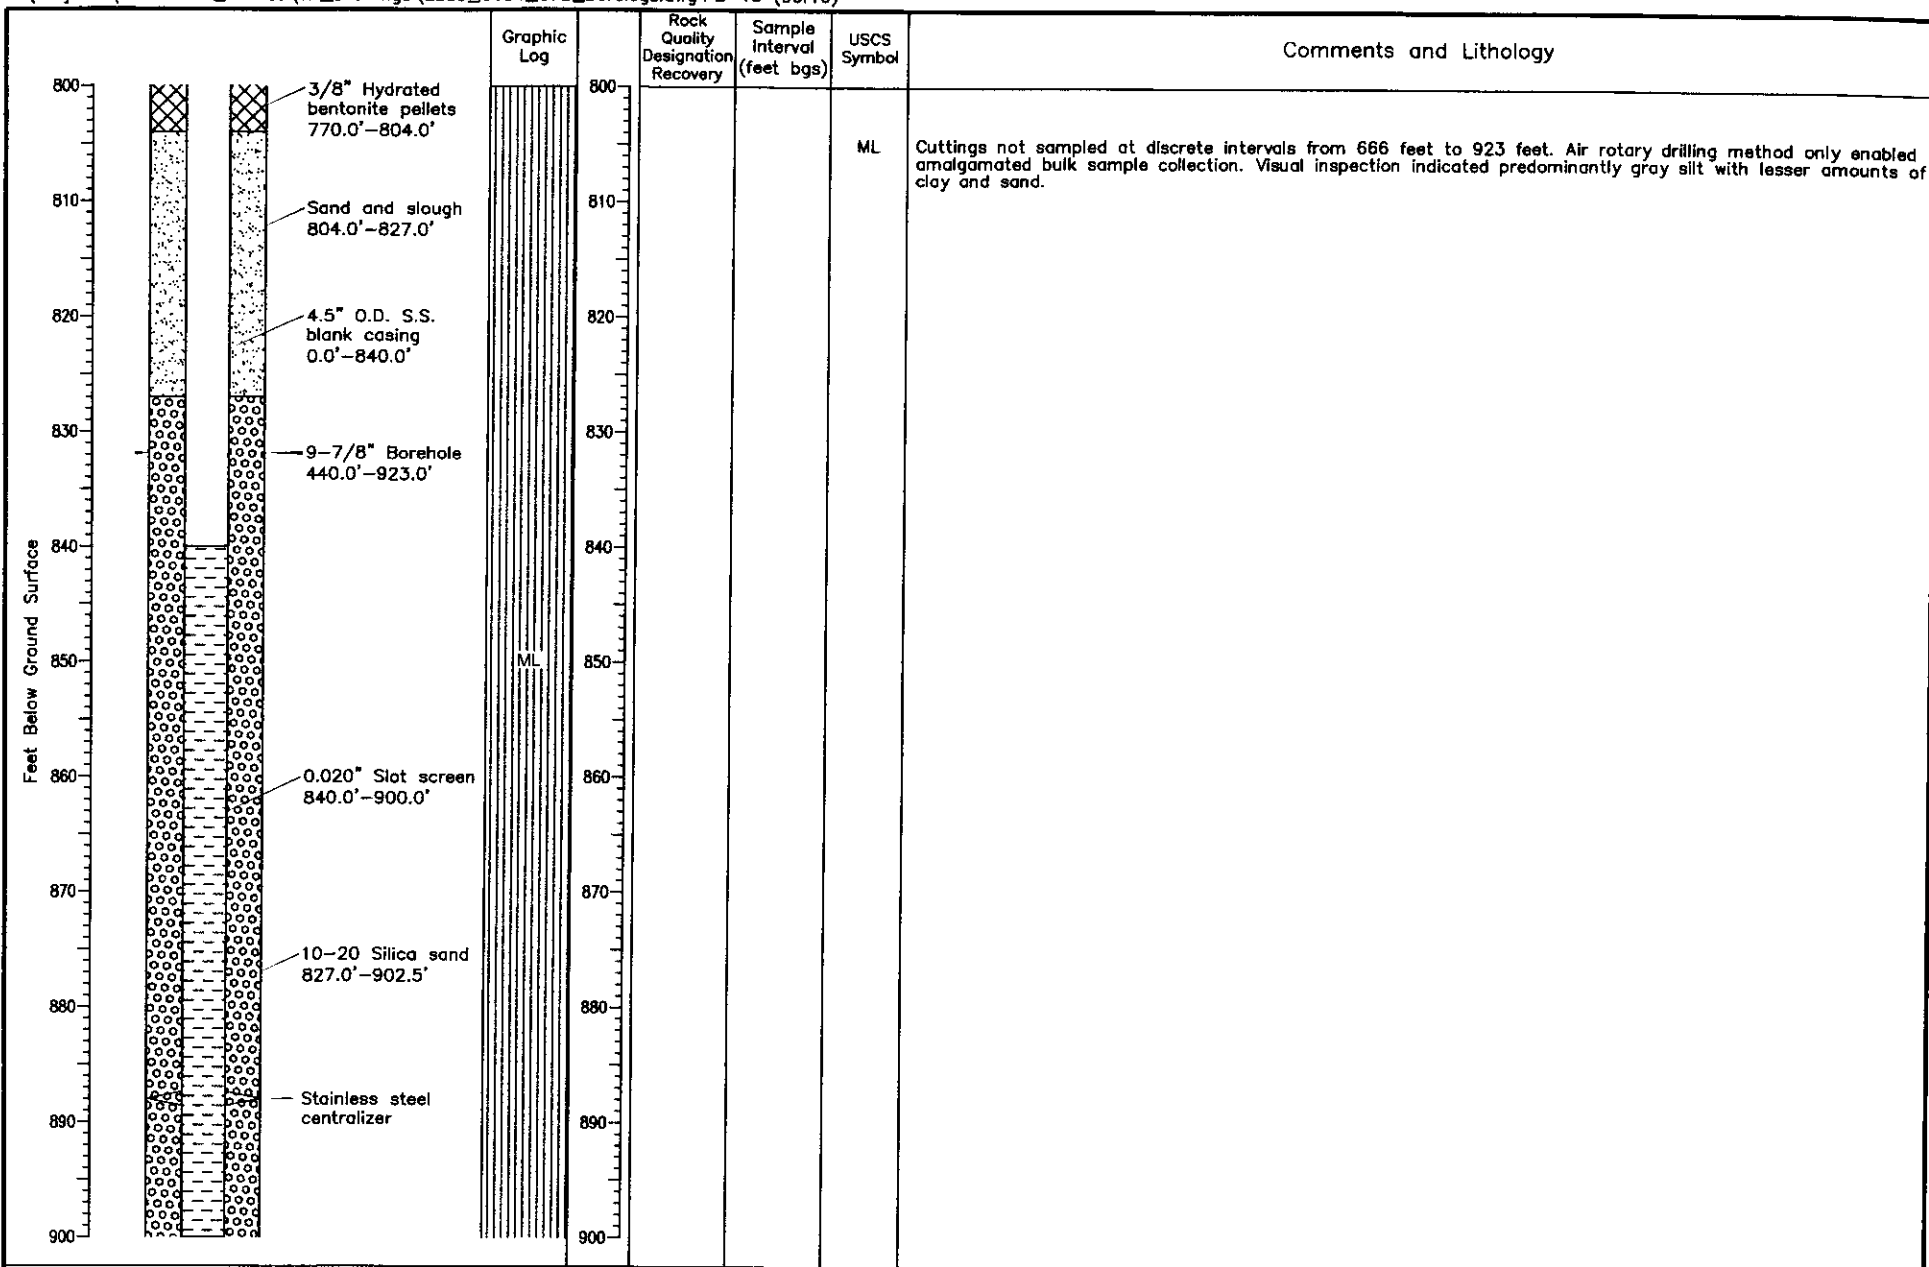 Graphic
Log
Rock
Quality
Designation
Recovery
Sample
Interval
(feet bgs)
USCS
Symbol
Comments and Lithology
Feet Below Ground Surface
800
810
820
830
840
850
860
870
880
890
900
3/8" Hydrated
bentonite pellets
770.0'-804.0'
Sand and slough
804.0'-827.0'
4.5" O.D. S.S.
blank casing
0.0'-840.0'
9-7/8" Borehole
440.0'-923.0'
0.020" Slot screen
840.0'-900.0'
10-20 Silica sand
827.0'-902.5'
Stainless steel
centralizer
ML
800
810
820
830
840
850
860
870
880
890
900
ML
Cuttings not sampled at discrete intervals from 666 feet to 923 feet. Air rotary drilling method only enabled
amalgamated bulk sample collection. Visual inspection indicated predominantly gray silt with lesser amounts of
clay and sand.